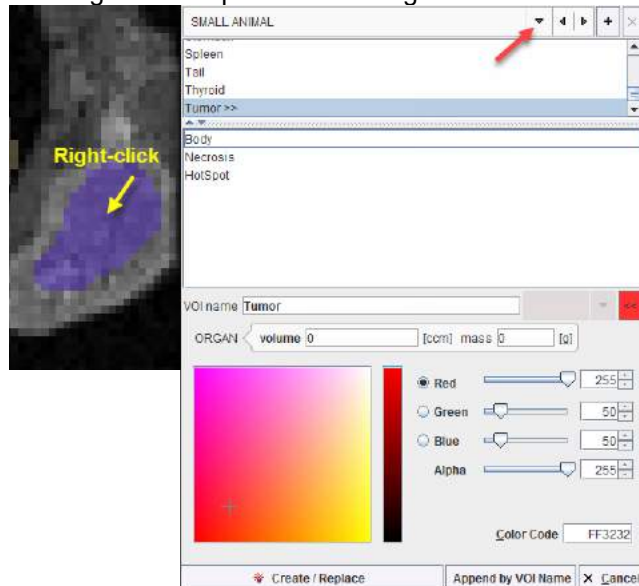 SMALL ANIMAL
Spleen
Tail
Thyroid
Tumor >>
Body
Necrosis
HotSpot
Right-click
VOI name Tumor <<
ORGAN volume 0 [ccm] mass 0 [g]
Red 255
Green 50
Blue 50
Alpha 255
Color Code FF3232
Create / Replace Append by VOI Name X Cancel